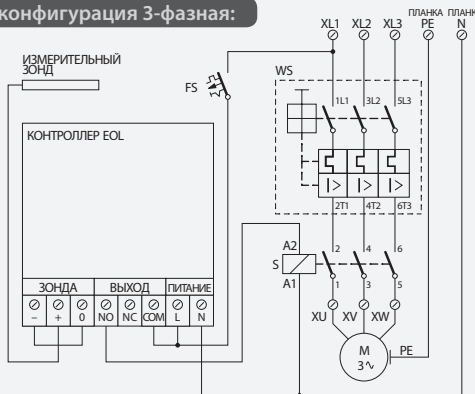 конфигурация 3-фазная:
XL1 XL2 XL3
ПЛАНКА PE
ПЛАНК N
ИЗМЕРИТЕЛЬНЫЙ
ЗОНД
FS
WS
1L1 3L2 5L3
КОНТРОЛЛЕР EOL
I> I> I>
2T1 4T2 6T3
A2
S
A1
2 4 6
1 3 5
ЗОНДА ВЫХОД ПИТАНИЕ
– + 0 NO NC COM L N
XU XV XW
M
3∿
PE